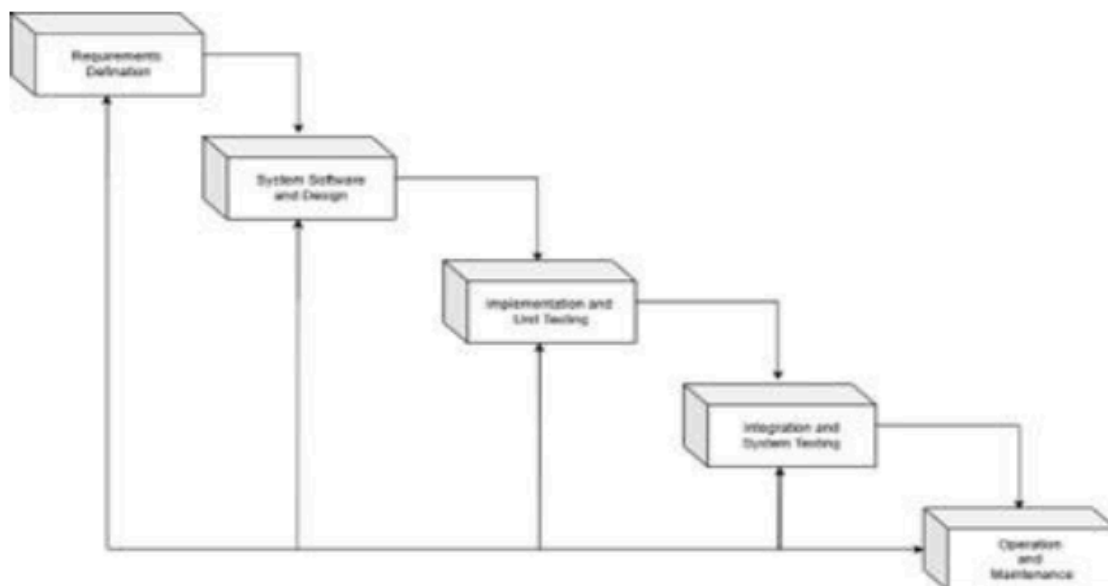 Requirements
Defination
System Software
and Design
Implementation and
Unit Testing
Integration and
System Testing
Operation
and
Maintenance